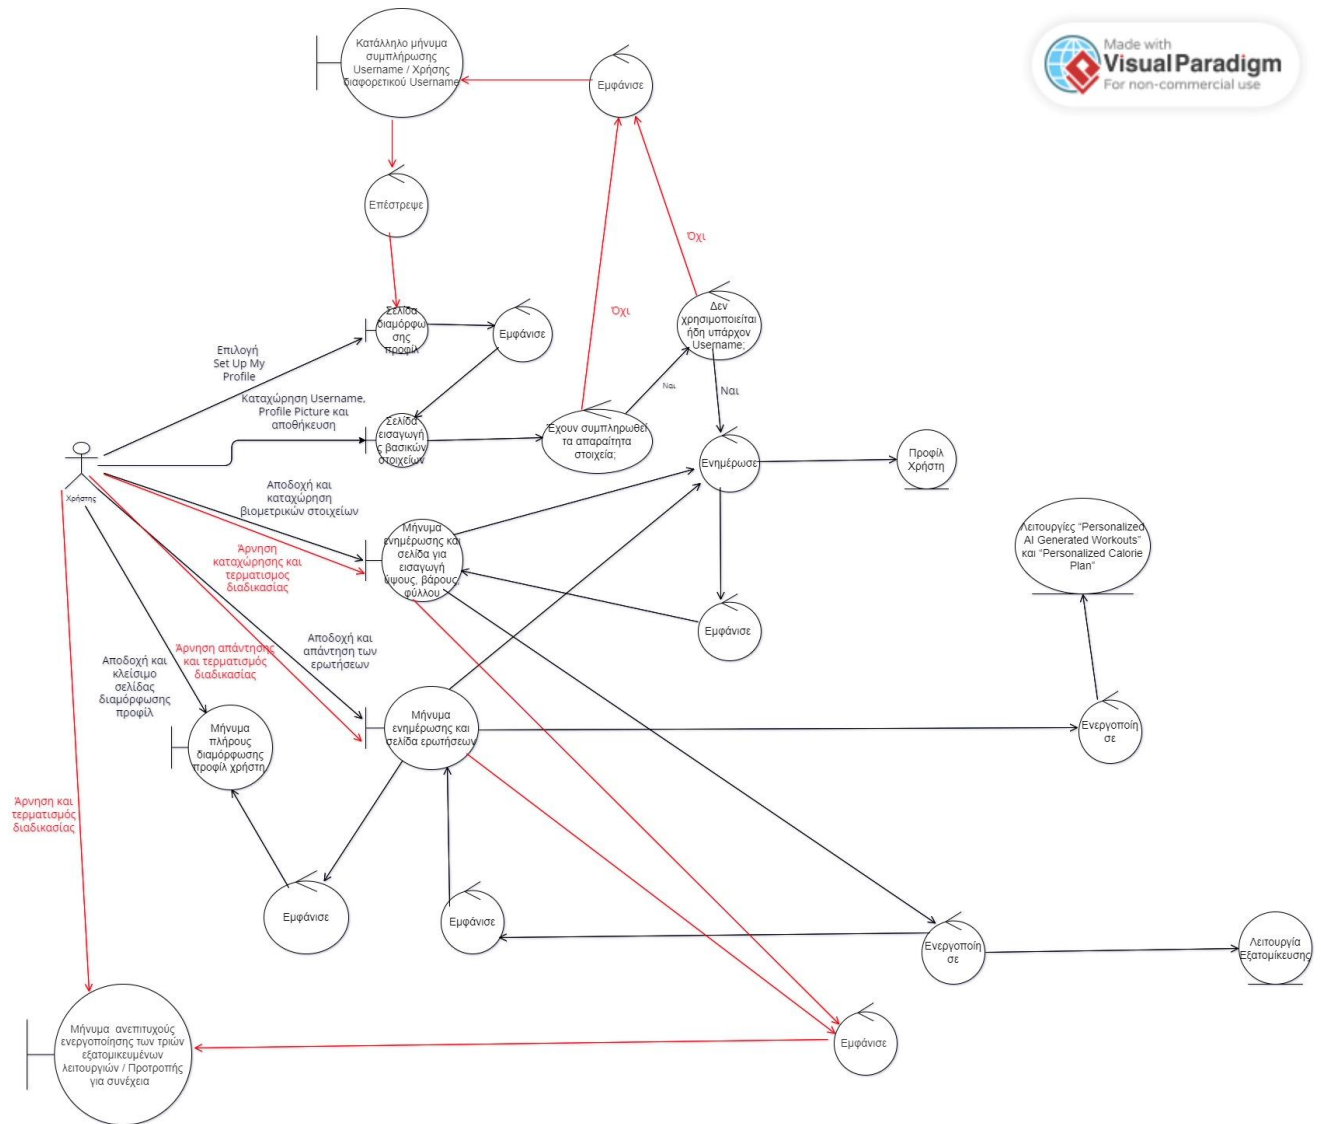 Made with
Visual Paradigm
For non-commercial use
Κατάλληλο μήνυμα
συμπλήρωσης
Username / Χρήσης
διαφορετικού Username
Εμφάνισε
Επέστρεψε
Όχι
Όχι
Δεν
χρησιμοποιείται
ήδη υπάρχον
Username;
Σελίδα
διαμόρφω
σης
προφίλ
Εμφάνισε
Επιλογή
Set Up My
Profile
Ναι
Ναι
Καταχώρηση Username,
Profile Picture και
αποθήκευση
Σελίδα
εισαγωγή
ς βασικών
στοιχείων
Έχουν συμπληρωθεί
τα απαραίτητα
στοιχεία;
Ενημέρωσε
Προφίλ
Χρήστη
Χρήστης
Αποδοχή και
καταχώρηση
βιομετρικών στοιχείων
Μήνυμα
ενημέρωσης και
σελίδα για
εισαγωγή
ύψους, βάρους,
φύλλου
Λειτουργίες “Personalized
AI Generated Workouts”
και “Personalized Calorie
Plan”
Άρνηση
καταχώρησης και
τερματισμος
διαδικασίας
Εμφάνισε
Αποδοχή και
απάντηση των
ερωτήσεων
Άρνηση απάντησης
και τερματισμός
διαδικασίας
Αποδοχή και
κλείσιμο
σελίδας
διαμόρφωσης
προφίλ
Μήνυμα
πλήρους
διαμόρφωσης
προφίλ χρήστη
Μήνυμα
ενημέρωσης και
σελίδα ερωτήσεων
Ενεργοποίη
σε
Άρνηση και
τερματισμός
διαδικασίας
Εμφάνισε
Εμφάνισε
Ενεργοποίη
σε
Λειτουργία
Εξατομίκευσης
Μήνυμα ανεπιτυχούς
ενεργοποίησης των τριών
εξατομικευμένων
λειτουργιών / Προτροπής
για συνέχεια
Εμφάνισε